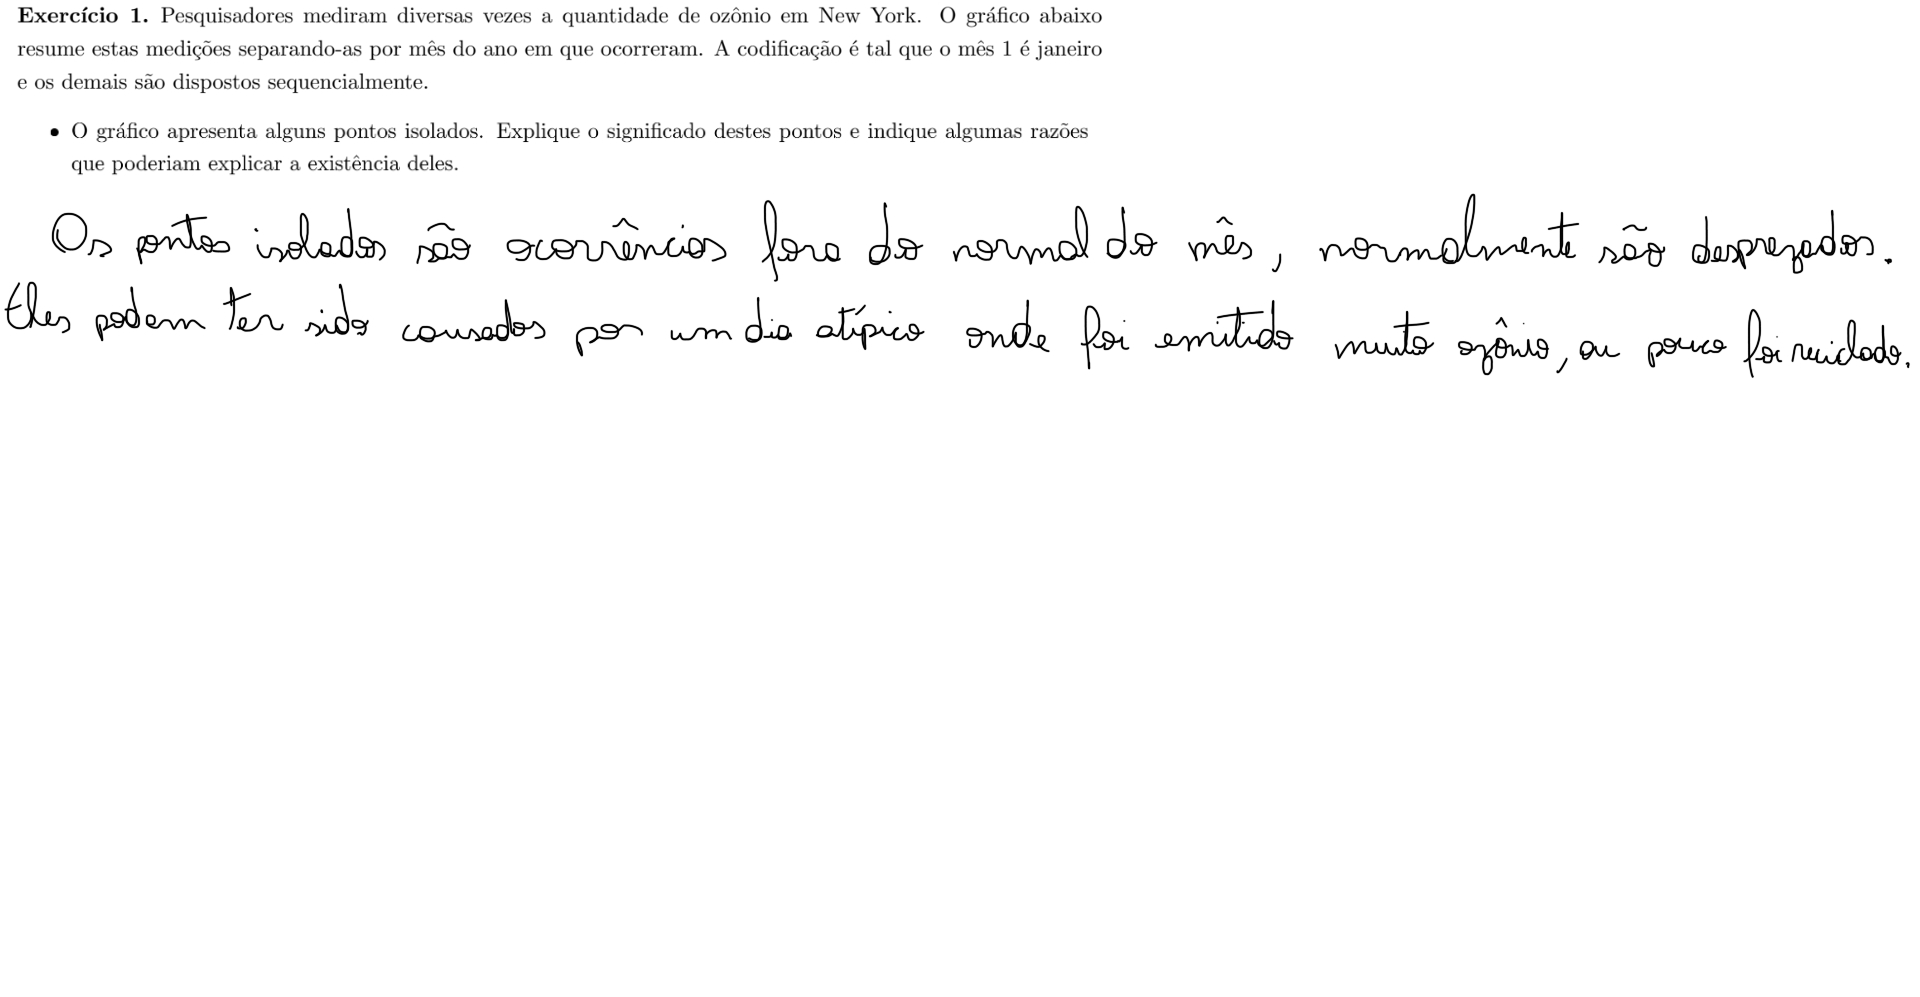 Exercício 1. Pesquisadores mediram diversas vezes a quantidade de ozônio em New York. O gráfico abaixo
resume estas medições separando-as por mês do ano em que ocorreram. A codificação é tal que o mês 1 é janeiro
e os demais são dispostos sequencialmente.
• O gráfico apresenta alguns pontos isolados. Explique o significado destes pontos e indique algumas razões
que poderiam explicar a existência deles.
Os pontos isolados são ocorrências fora do normal do mês, normalmente são desprezados.
Eles podem ter sido causados por um dia atípico onde foi emitido muito ozônio, ou pouco foi reciclado.